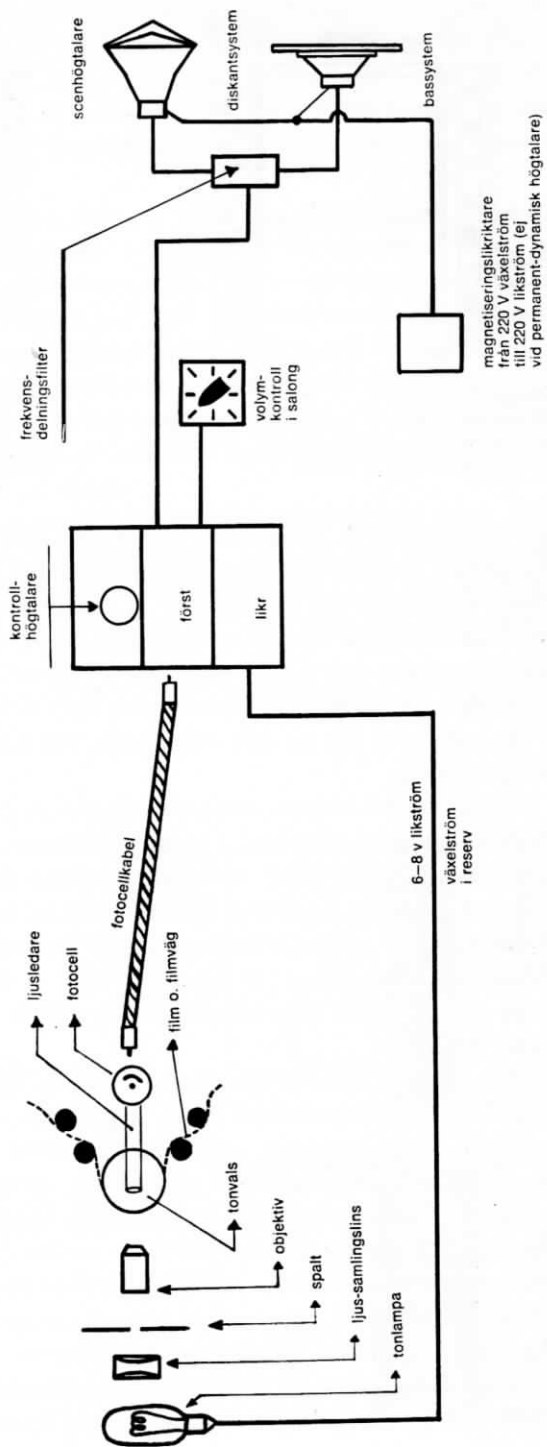 tonlampa
ljus-samlingslins
spalt
objektiv
tonvals
film o. filmväg
fotocell
ljusledare
fotocellkabel
6–8 v likström
växelström
i reserv
kontroll-
högtalare
först
likr
volym-
kontroll
i salong
frekvens-
delningsfilter
scenhögtalare
diskantsystem
bassystem
magnetiseringslikriktare
från 220 V växelström
till 220 V likström (ej
vid permanent-dynamisk högtalare)